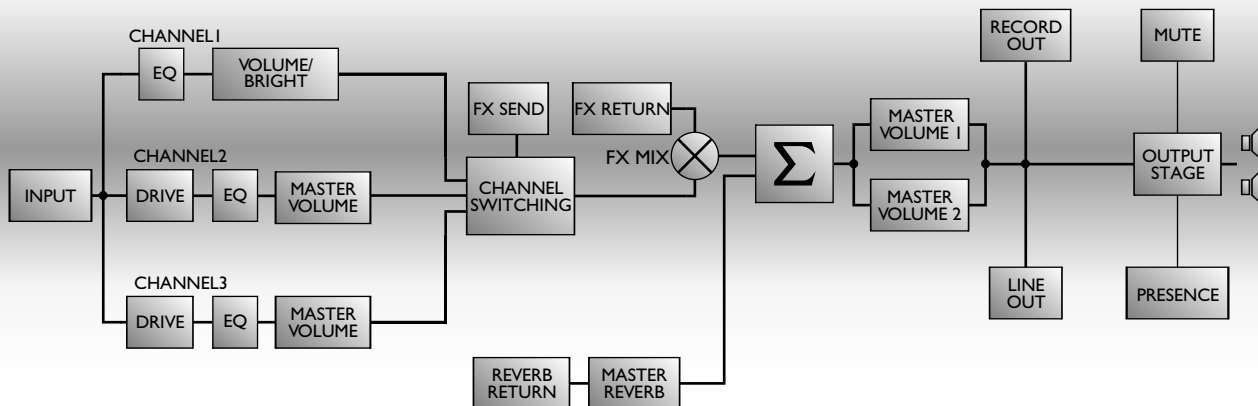 CHANNEL1
EQ
VOLUME/
BRIGHT
RECORD
OUT
MUTE
FX SEND
FX RETURN
FX MIX
MASTER
VOLUME 1
CHANNEL2
INPUT
DRIVE
EQ
MASTER
VOLUME
CHANNEL
SWITCHING
Σ
MASTER
VOLUME 2
OUTPUT
STAGE
CHANNEL3
DRIVE
EQ
MASTER
VOLUME
LINE
OUT
PRESENCE
REVERB
RETURN
MASTER
REVERB